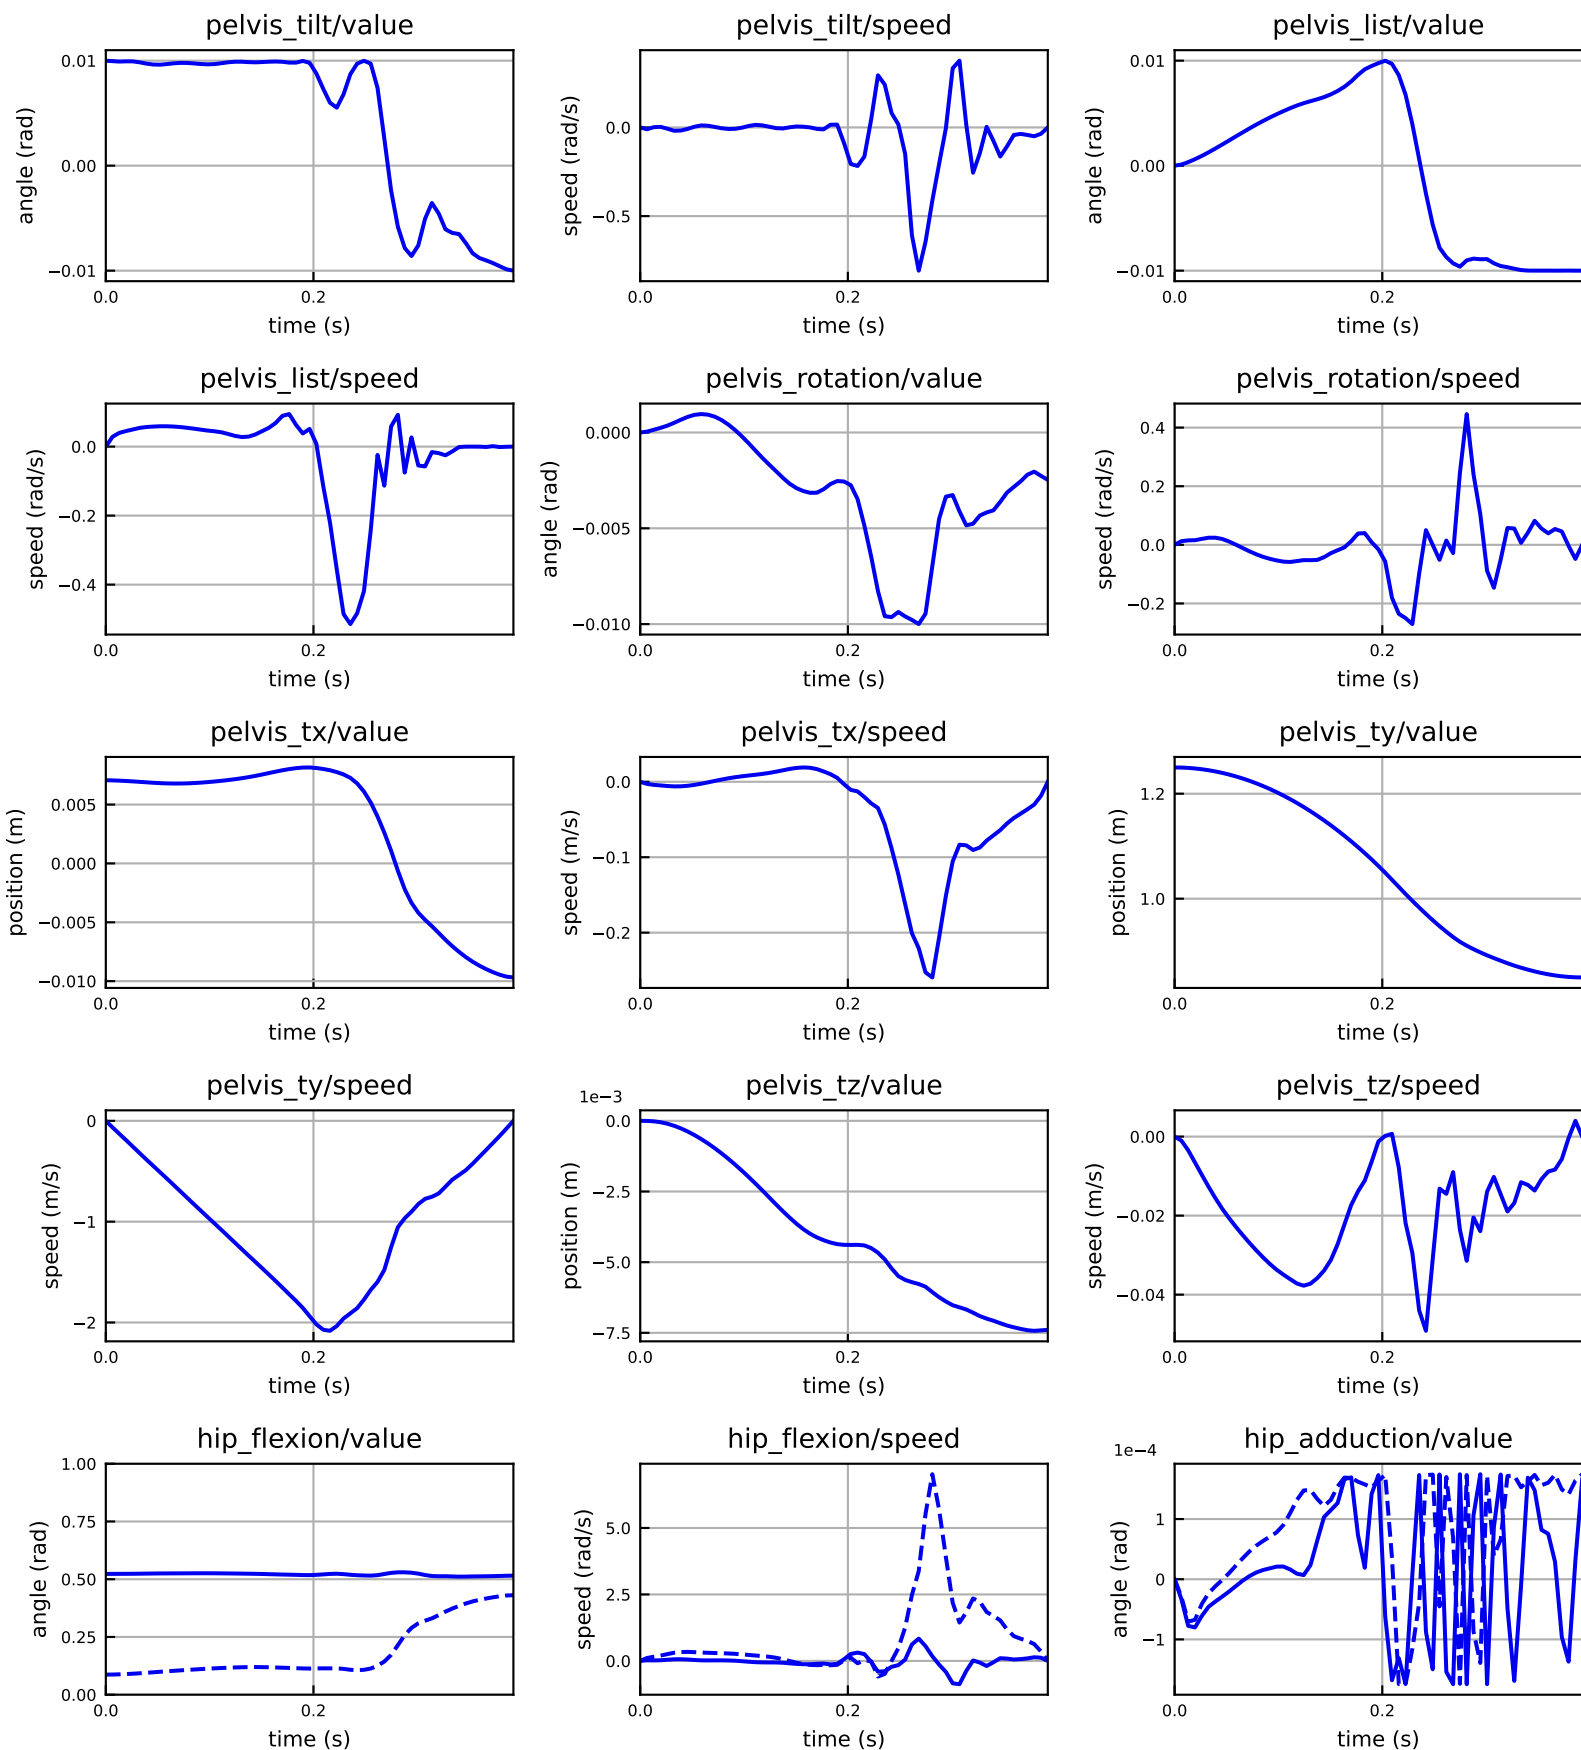 pelvis_tilt/value
angle (rad)
0.01
0.00
−0.01
0.0
0.2
time (s)
pelvis_tilt/speed
speed (rad/s)
0.0
−0.5
0.0
0.2
time (s)
pelvis_list/value
angle (rad)
0.01
0.00
−0.01
0.0
0.2
time (s)
pelvis_list/speed
speed (rad/s)
0.0
−0.2
−0.4
0.0
0.2
time (s)
pelvis_rotation/value
angle (rad)
0.000
−0.005
−0.010
0.0
0.2
time (s)
pelvis_rotation/speed
speed (rad/s)
0.4
0.2
0.0
−0.2
0.0
0.2
time (s)
pelvis_tx/value
position (m)
0.005
0.000
−0.005
−0.010
0.0
0.2
time (s)
pelvis_tx/speed
speed (m/s)
0.0
−0.1
−0.2
0.0
0.2
time (s)
pelvis_ty/value
position (m)
1.2
1.0
0.0
0.2
time (s)
pelvis_ty/speed
speed (m/s)
0
−1
−2
0.0
0.2
time (s)
pelvis_tz/value
1e−3
position (m)
0.0
−2.5
−5.0
−7.5
0.0
0.2
time (s)
pelvis_tz/speed
speed (m/s)
0.00
−0.02
−0.04
0.0
0.2
time (s)
hip_flexion/value
angle (rad)
1.00
0.75
0.50
0.25
0.00
0.0
0.2
time (s)
hip_flexion/speed
speed (rad/s)
5.0
2.5
0.0
0.0
0.2
time (s)
hip_adduction/value
1e−4
angle (rad)
1
0
−1
0.0
0.2
time (s)